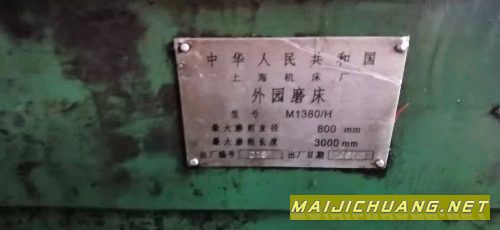 中华人民共和国
上海机床厂
外园磨床
型号 M1380/H
最大磨削直径 800 mm
最大磨削长度 3000 mm
出厂编号 出厂日期
MAIJICHUANG.NET